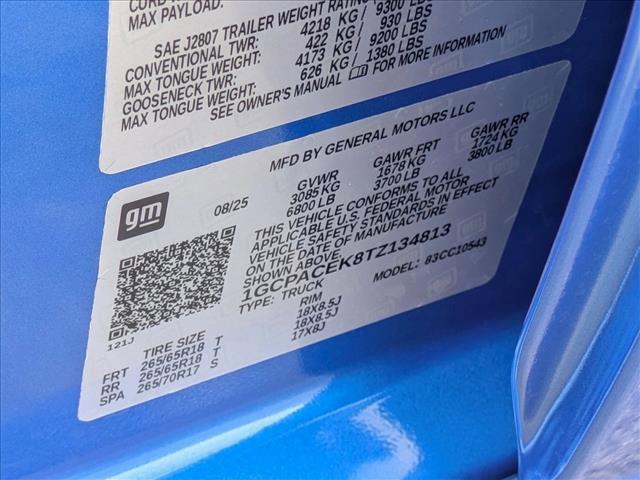 MAX PAYLOAD:
SAE J2807 TRAILER WEIGHT RATING
CONVENTIONAL TWR: 4218 KG / 9300 LBS
MAX TONGUE WEIGHT: 422 KG / 930 LBS
GOOSENECK TWR: 4173 KG / 9200 LBS
MAX TONGUE WEIGHT: 626 KG / 1380 LBS
SEE OWNER'S MANUAL FOR MORE INFORMATION
MFD BY GENERAL MOTORS LLC
gm 08/25 GVWR GAWR FRT GAWR RR
3085 KG 1678 KG 1724 KG
6800 LB 3700 LB 3800 LB
THIS VEHICLE CONFORMS TO ALL
APPLICABLE U.S. FEDERAL MOTOR
VEHICLE SAFETY STANDARDS IN EFFECT
ON THE DATE OF MANUFACTURE
SHOWN ABOVE.
1GCPACEK8TZ134813
TYPE: TRUCK MODEL: 83CC10543
121J
TIRE SIZE RIM
FRT 265/65R18 T 18X8.5J
RR 265/65R18 T 18X8.5J
SPA 265/70R17 S 17X8J